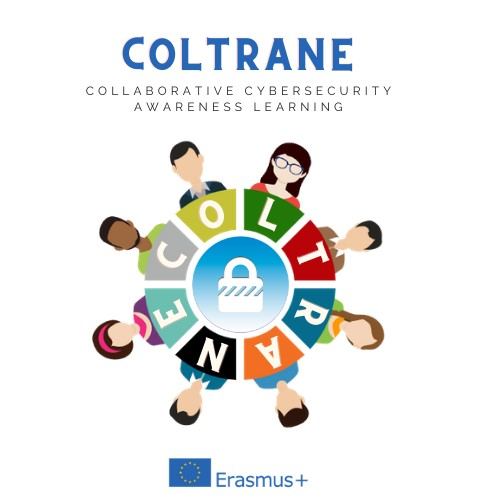 COLTRANE
COLLABORATIVE CYBERSECURITY
AWARENESS LEARNING
COLTRANE
Erasmus+